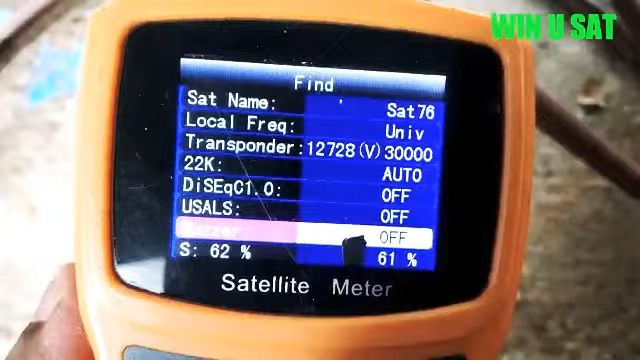 WIN U SAT
Find
Sat Name: Sat76
Local Freq: Univ
Transponder: 12728(V)30000
22K: AUTO
DiSEqC1.0: OFF
USALS: OFF
OFF
S: 62 % 61 %
Satellite Meter